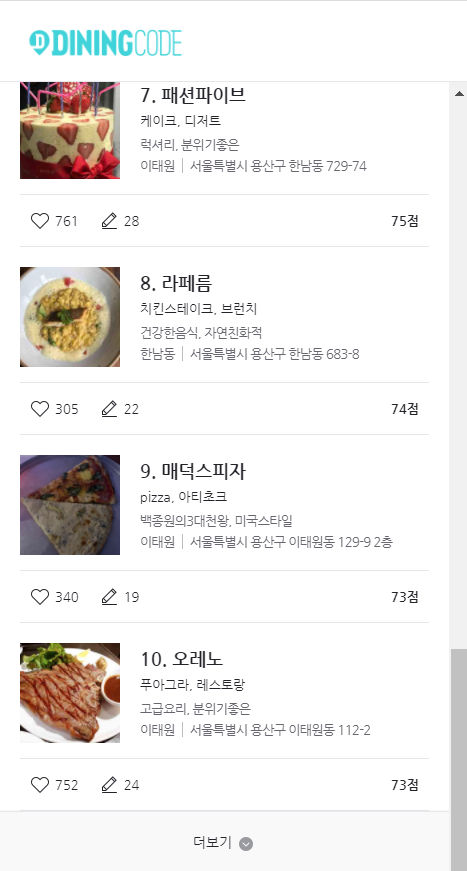 DININGCODE
7. 패션파이브
케이크, 디저트
럭셔리, 분위기좋은
이태원 | 서울특별시 용산구 한남동 729-74
761 28 75점
8. 라페름
치킨스테이크, 브런치
건강한음식, 자연친화적
한남동 | 서울특별시 용산구 한남동 683-8
305 22 74점
9. 매덕스피자
pizza, 아티초크
백종원의3대천왕, 미국스타일
이태원 | 서울특별시 용산구 이태원동 129-9 2층
340 19 73점
10. 오레노
푸아그라, 레스토랑
고급요리, 분위기좋은
이태원 | 서울특별시 용산구 이태원동 112-2
752 24 73점
더보기